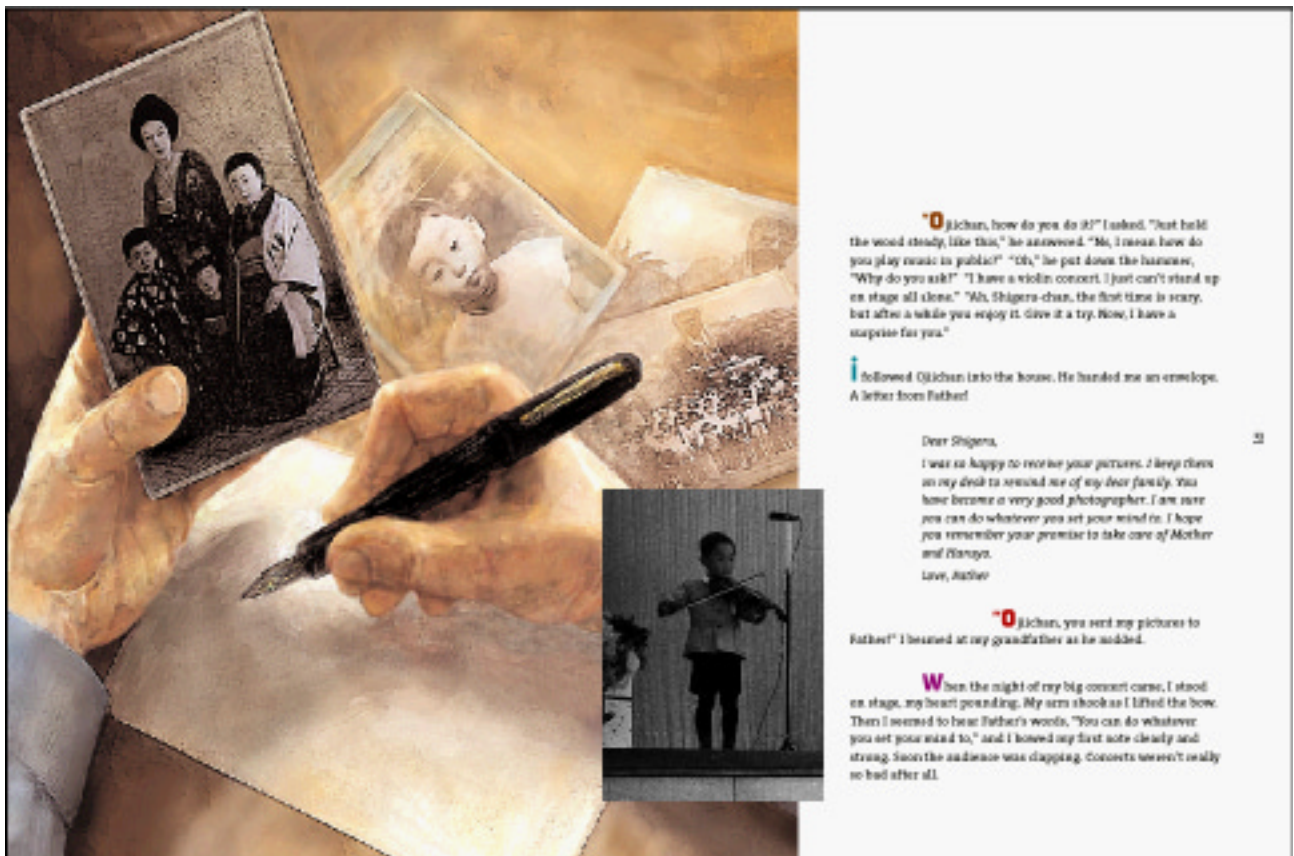 "Ojiichan, how do you do it?" I asked. "Just hold
the wood steady, like this," he answered. "No, I mean how do
you play music in public?" "Oh," he put down the hammer,
"Why do you ask?" "I have a violin concert. I just can't stand up
on stage all alone." "Ah, Shigeru-chan, the first time is scary,
but after a while you enjoy it. Give it a try. Now, I have a
surprise for you."
i followed Ojiichan into the house. He handed me an envelope.
A letter from Father!
Dear Shigeru,
I was so happy to receive your pictures. I keep them
on my desk to remind me of my dear family. You
have become a very good photographer. I am sure
you can do whatever you set your mind to. I hope
you remember your promise to take care of Mother
and Haruyo.
Love, Father
"Ojiichan, you sent my pictures to
Father!" I beamed at my grandfather as he nodded.
When the night of my big concert came, I stood
on stage, my heart pounding. My arm shook as I lifted the bow.
Then I seemed to hear Father's words, "You can do whatever
you set your mind to," and I bowed my first note clearly and
strong. Soon the audience was clapping. Concerts weren't really
so bad after all.